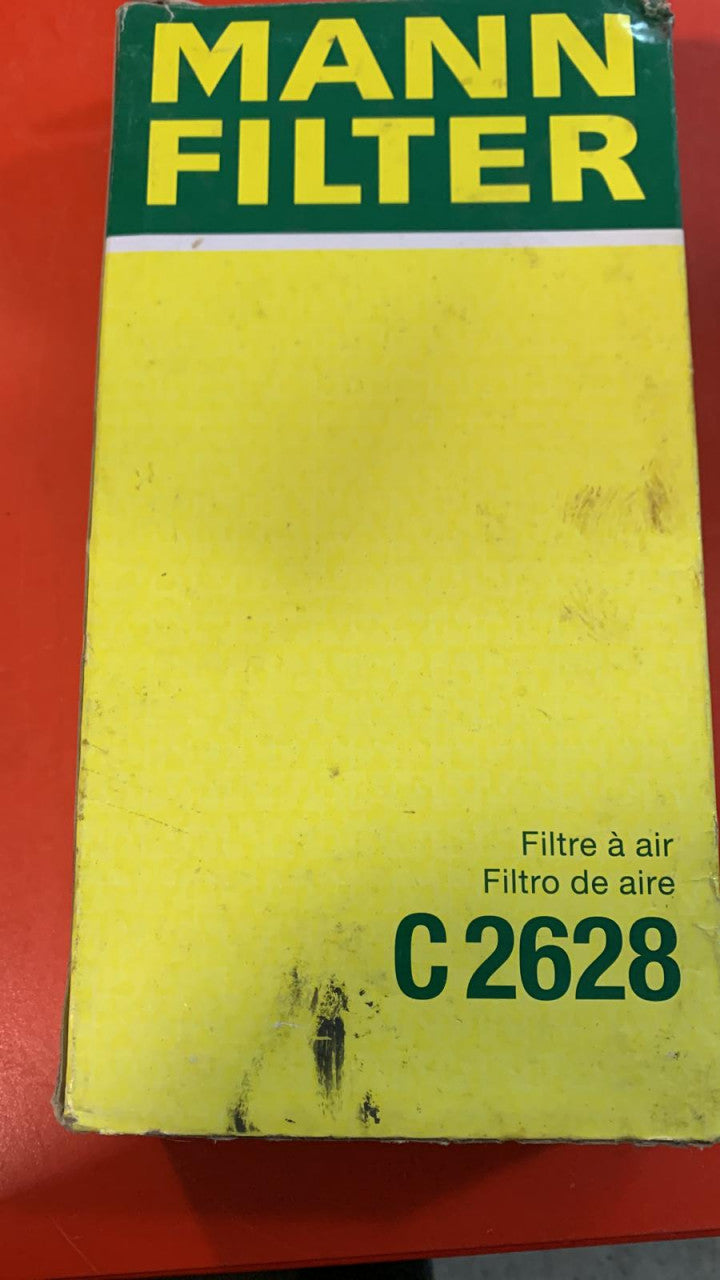 MANN
FILTER
Filtre à air
Filtro de aire
C 2628